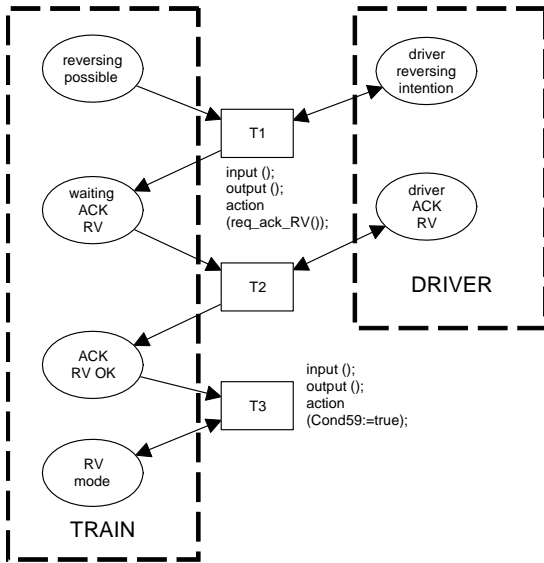 reversing
possible
driver
reversing
intention
T1
input ();
output ();
action
(req_ack_RV());
waiting
ACK
RV
driver
ACK
RV
T2
DRIVER
ACK
RV OK
T3
input ();
output ();
action
(Cond59:=true);
RV
mode
TRAIN